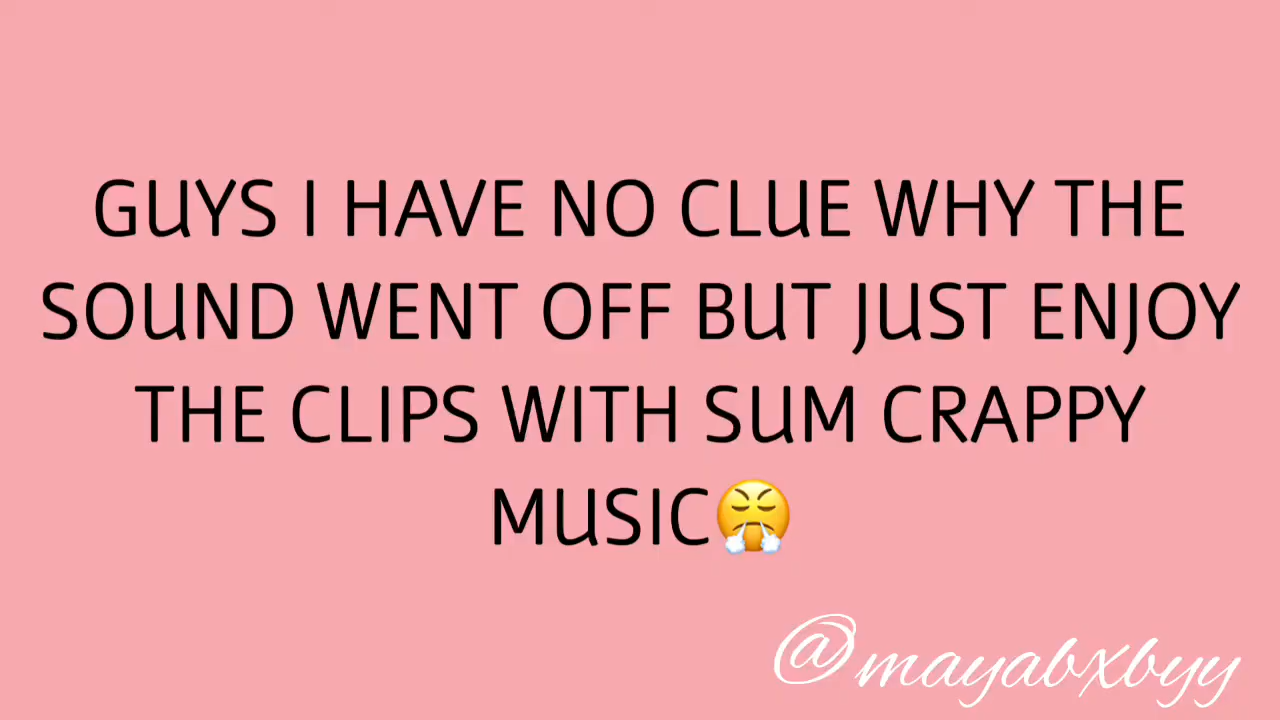 GUYS I HAVE NO CLUE WHY THE
SOUND WENT OFF BUT JUST ENJOY
THE CLIPS WITH SUM CRAPPY
MUSIC😤
@mayabxbyy